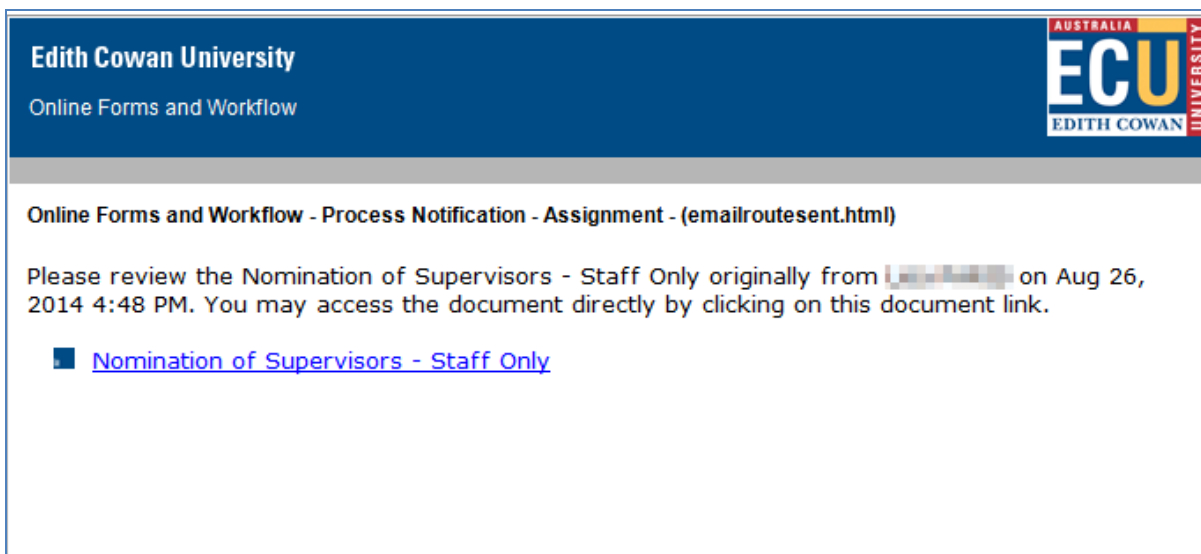 Edith Cowan University
Online Forms and Workflow
AUSTRALIA
ECU
EDITH COWAN
UNIVERSITY
Online Forms and Workflow - Process Notification - Assignment - (emailroutesent.html)
Please review the Nomination of Supervisors - Staff Only originally from on Aug 26,
2014 4:48 PM. You may access the document directly by clicking on this document link.
Nomination of Supervisors - Staff Only